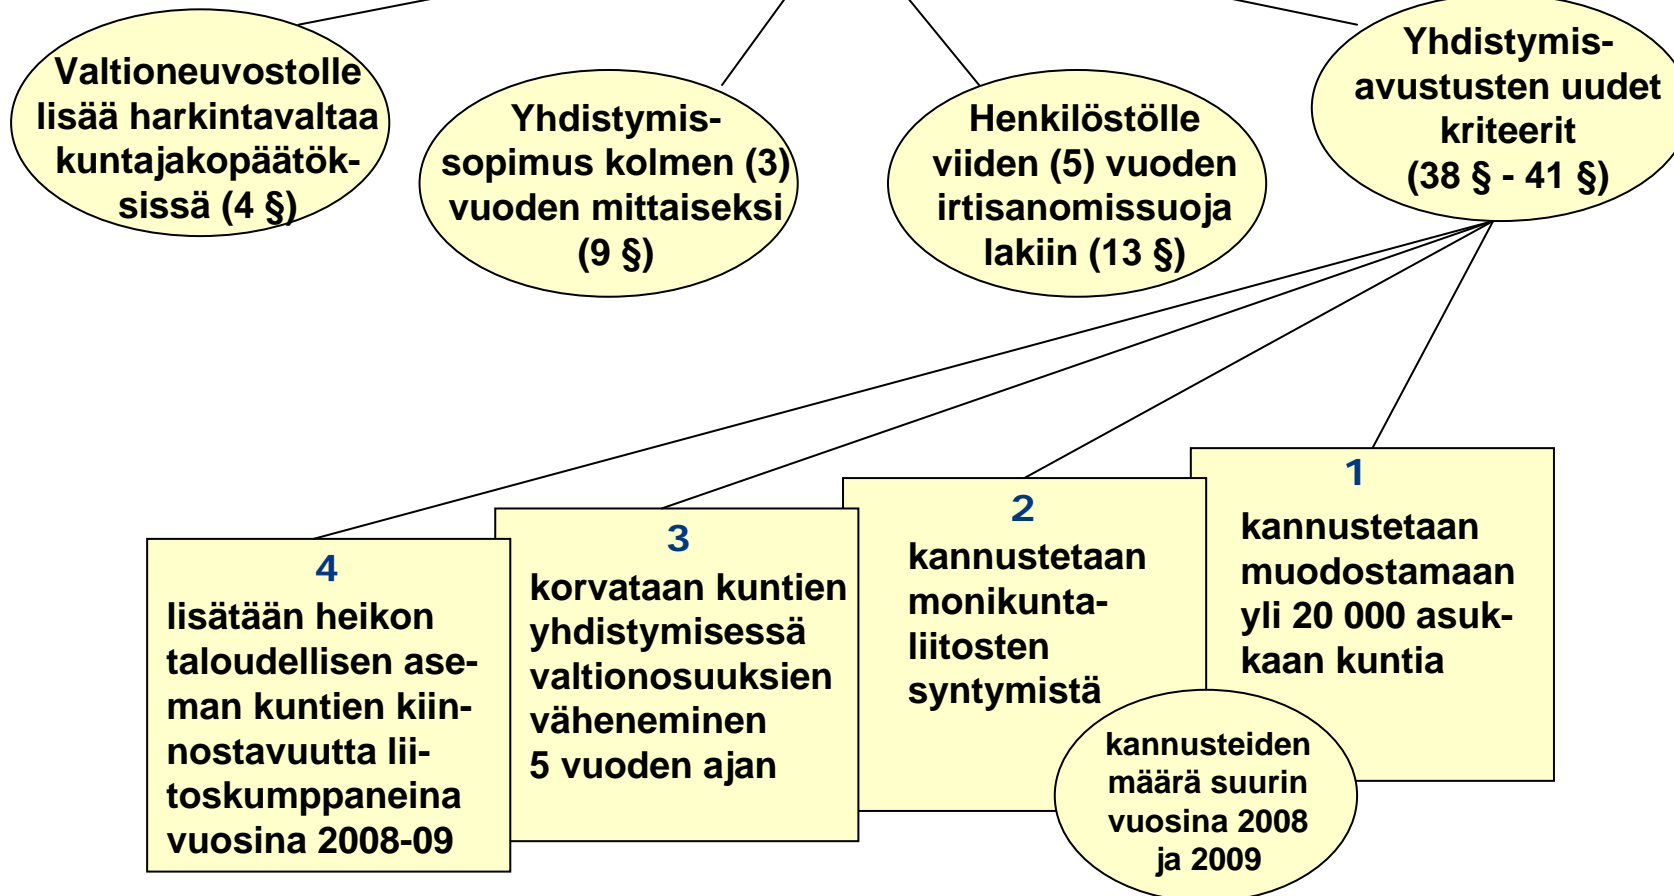 Valtioneuvostolle
lisää harkintavaltaa
kuntajakopäätök-
sissä (4 §)
Yhdistymis-
sopimus kolmen (3)
vuoden mittaiseksi
(9 §)
Henkilöstölle
viiden (5) vuoden
irtisanomissuoja
lakiin (13 §)
Yhdistymis-
avustusten uudet
kriteerit
(38 § - 41 §)
1
kannustetaan
muodostamaan
yli 20 000 asuk-
kaan kuntia
2
kannustetaan
monikunta-
liitosten
syntymistä
3
korvataan kuntien
yhdistymisessä
valtionosuuksien
väheneminen
5 vuoden ajan
4
lisätään heikon
taloudellisen ase-
man kuntien kiin-
nostavuutta lii-
toskumppaneina
vuosina 2008-09
kannusteiden
määrä suurin
vuosina 2008
ja 2009